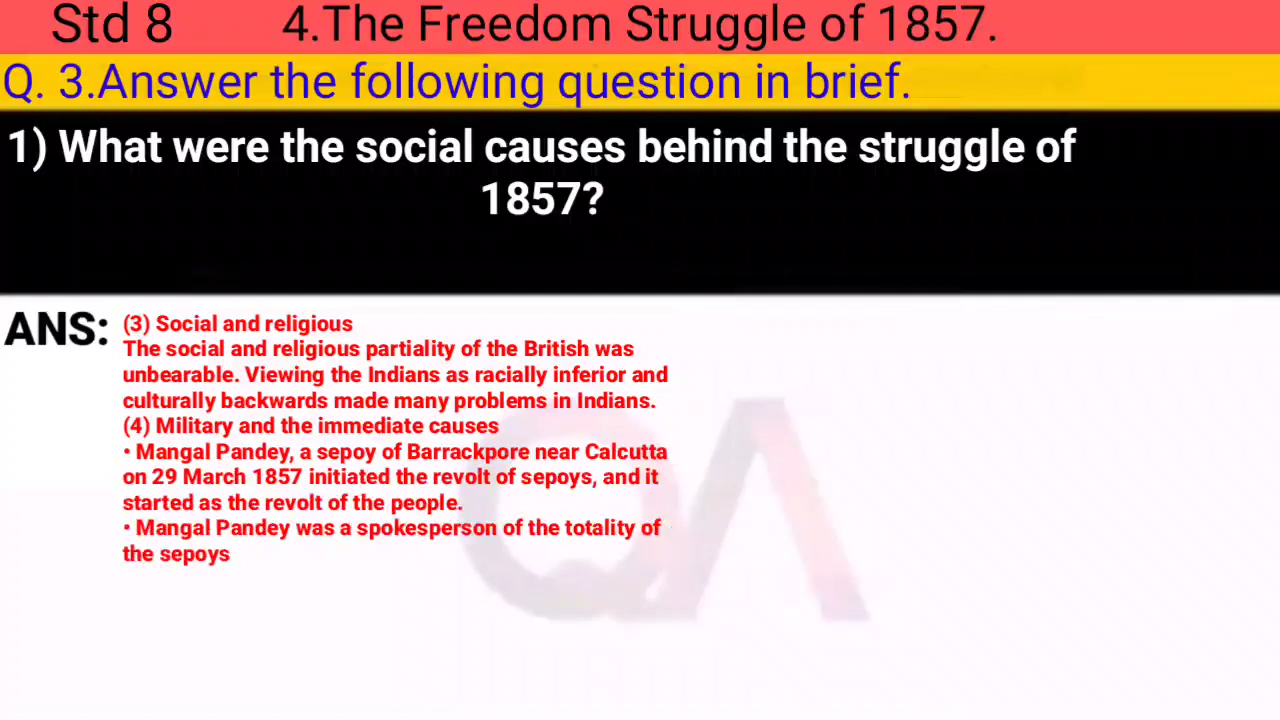 Std 8 4.The Freedom Struggle of 1857.
Q. 3.Answer the following question in brief.
1) What were the social causes behind the struggle of
1857?
ANS: (3) Social and religious
The social and religious partiality of the British was
unbearable. Viewing the Indians as racially inferior and
culturally backwards made many problems in Indians.
(4) Military and the immediate causes
• Mangal Pandey, a sepoy of Barrackpore near Calcutta
on 29 March 1857 initiated the revolt of sepoys, and it
started as the revolt of the people.
• Mangal Pandey was a spokesperson of the totality of
the sepoys
QA